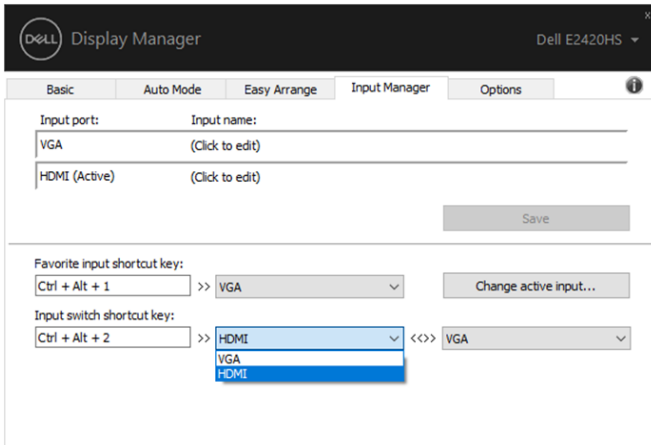 x
DELL Display Manager Dell E2420HS
Basic Auto Mode Easy Arrange Input Manager Options i
Input port: Input name:
VGA (Click to edit)
HDMI (Active) (Click to edit)
Save
Favorite input shortcut key:
Ctrl + Alt + 1 >> VGA Change active input...
Input switch shortcut key:
Ctrl + Alt + 2 >> HDMI <<>> VGA
VGA
HDMI